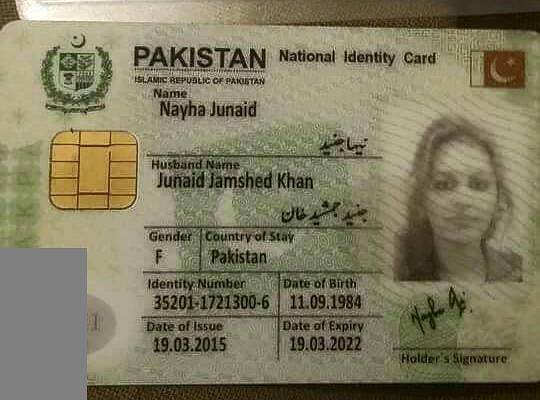 PAKISTAN National Identity Card
ISLAMIC REPUBLIC OF PAKISTAN
Name
Nayha Junaid
نیہا جنید
Husband Name
Junaid Jamshed Khan
جنید جمشید خان
Gender Country of Stay
F Pakistan
Identity Number Date of Birth
35201-1721300-6 11.09.1984
Date of Issue Date of Expiry
19.03.2015 19.03.2022
Holder's Signature